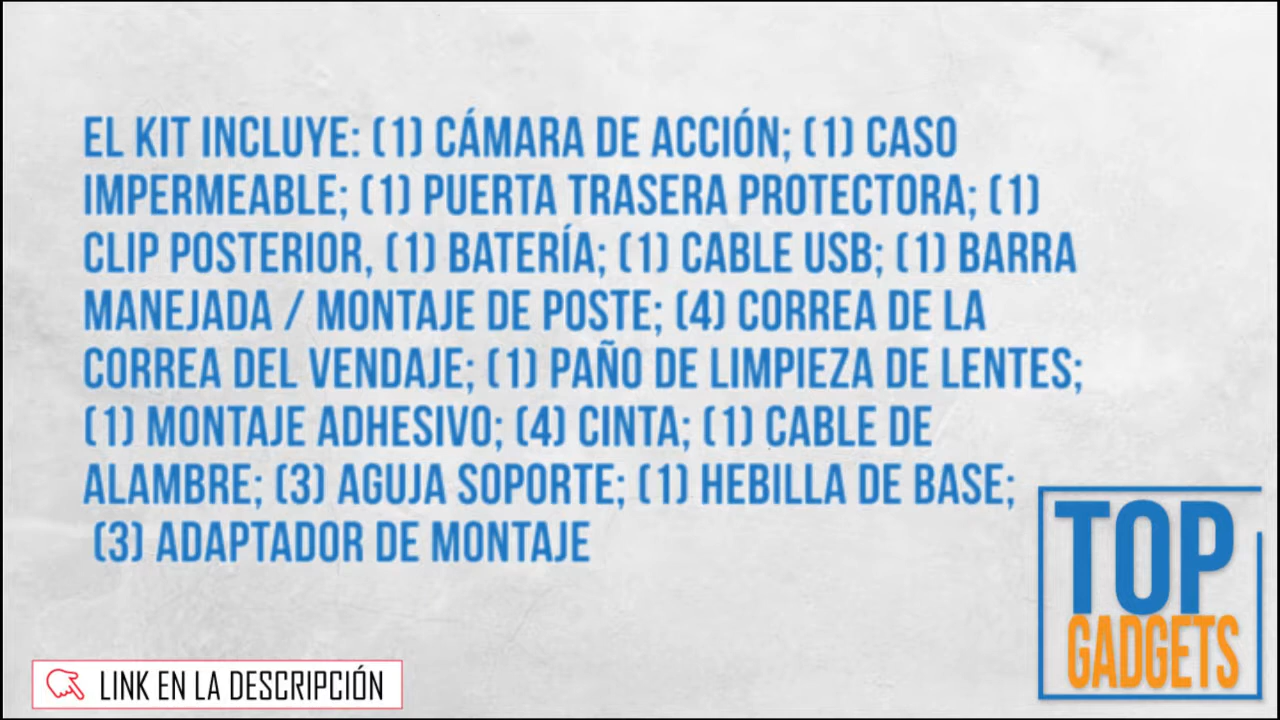 EL KIT INCLUYE: (1) CÁMARA DE ACCIÓN; (1) CASO
IMPERMEABLE; (1) PUERTA TRASERA PROTECTORA; (1)
CLIP POSTERIOR, (1) BATERÍA; (1) CABLE USB; (1) BARRA
MANEJADA / MONTAJE DE POSTE; (4) CORREA DE LA
CORREA DEL VENDAJE; (1) PAÑO DE LIMPIEZA DE LENTES;
(1) MONTAJE ADHESIVO; (4) CINTA; (1) CABLE DE
ALAMBRE; (3) AGUJA SOPORTE; (1) HEBILLA DE BASE;
(3) ADAPTADOR DE MONTAJE
TOP
GADGETS
LINK EN LA DESCRIPCIÓN